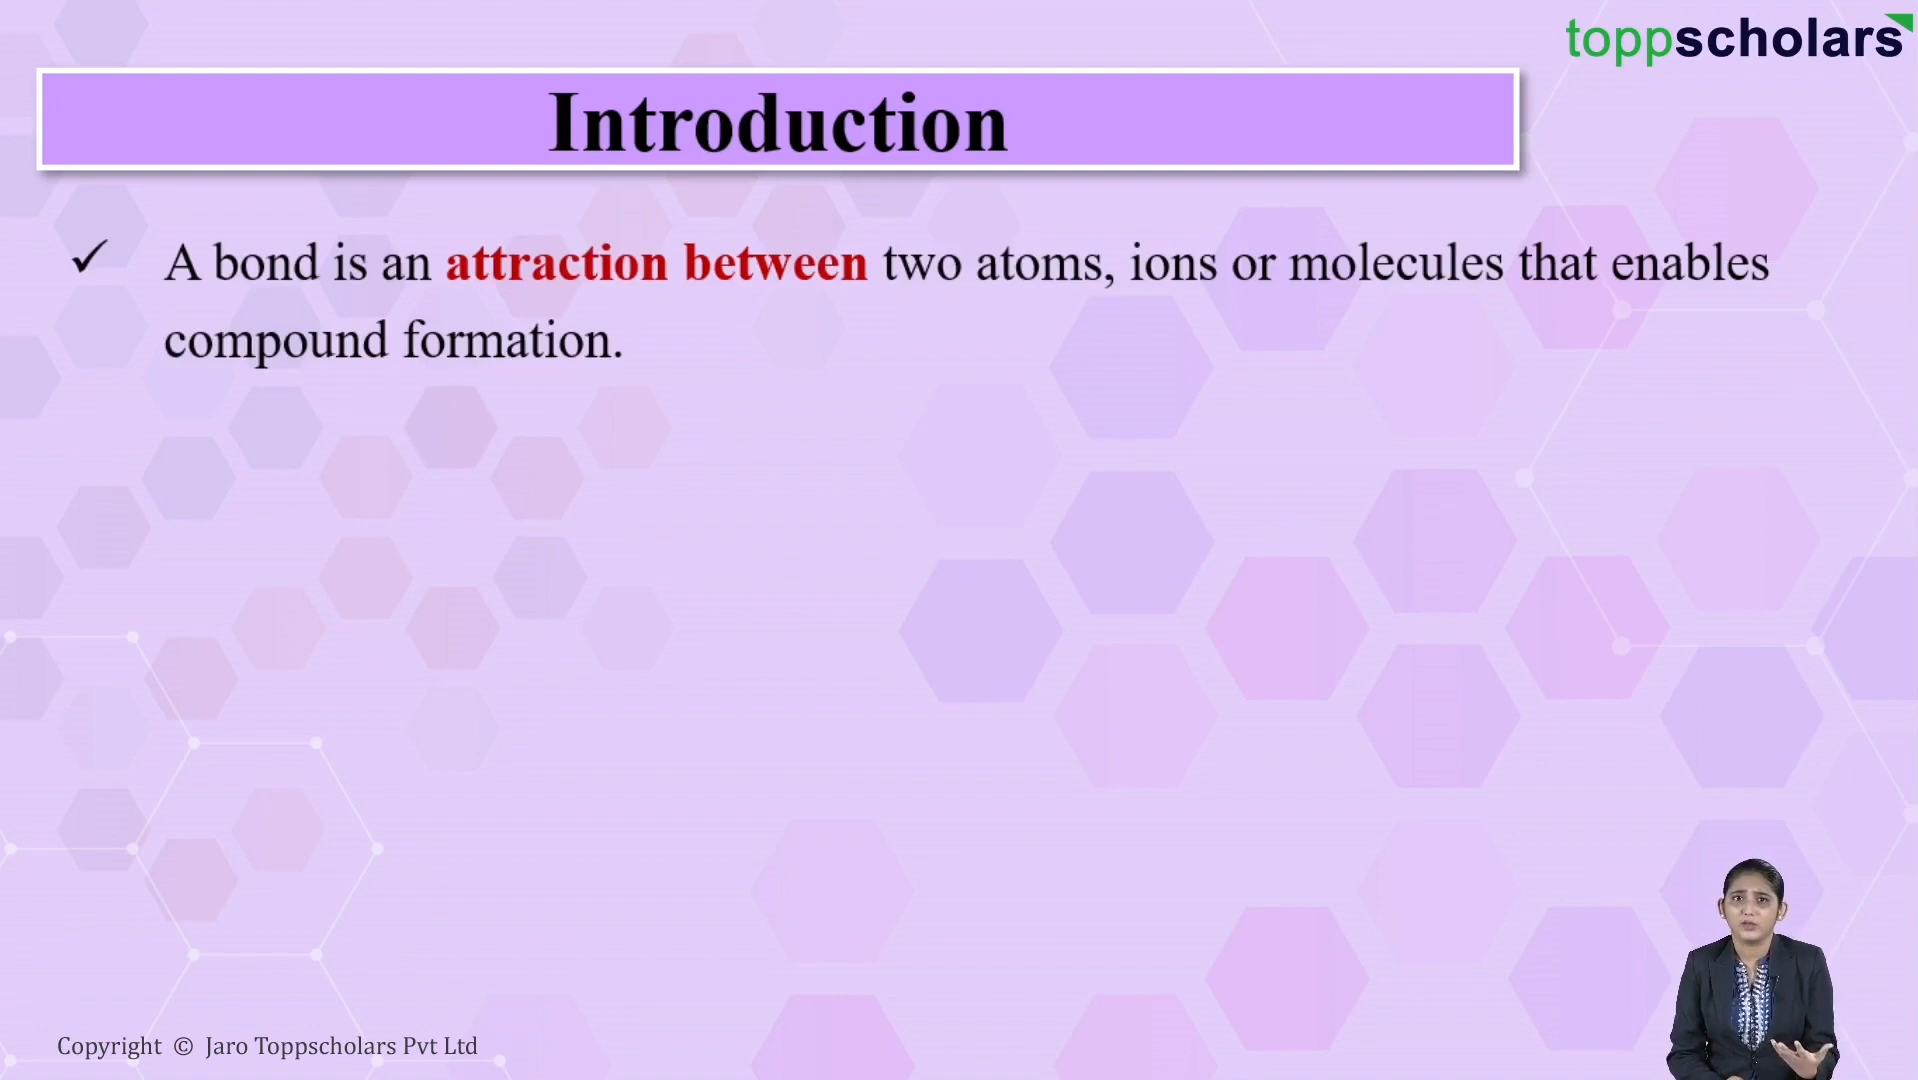 toppscholars
Introduction
✓ A bond is an attraction between two atoms, ions or molecules that enables
compound formation.
Copyright © Jaro Toppscholars Pvt Ltd